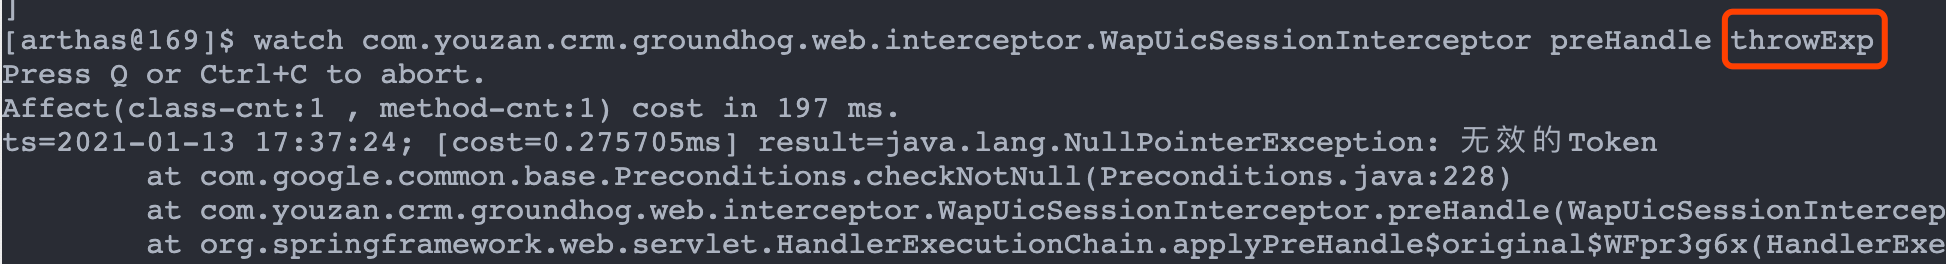 ]
[arthas@169]$ watch com.youzan.crm.groundhog.web.interceptor.WapUicSessionInterceptor preHandle throwExp
Press Q or Ctrl+C to abort.
Affect(class-cnt:1 , method-cnt:1) cost in 197 ms.
ts=2021-01-13 17:37:24; [cost=0.275705ms] result=java.lang.NullPointerException: 无效的Token
at com.google.common.base.Preconditions.checkNotNull(Preconditions.java:228)
at com.youzan.crm.groundhog.web.interceptor.WapUicSessionInterceptor.preHandle(WapUicSessionIntercep
at org.springframework.web.servlet.HandlerExecutionChain.applyPreHandle$original$WFpr3g6x(HandlerExe